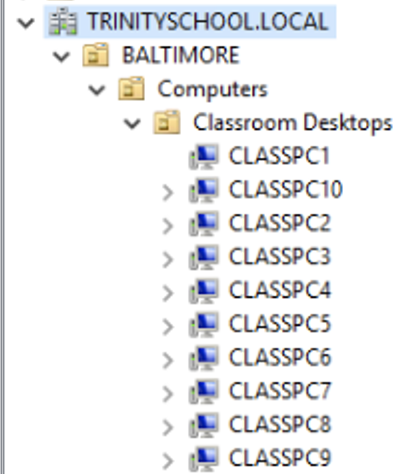 TRINITYSCHOOL.LOCAL
BALTIMORE
Computers
Classroom Desktops
CLASSPC1
CLASSPC10
CLASSPC2
CLASSPC3
CLASSPC4
CLASSPC5
CLASSPC6
CLASSPC7
CLASSPC8
CLASSPC9